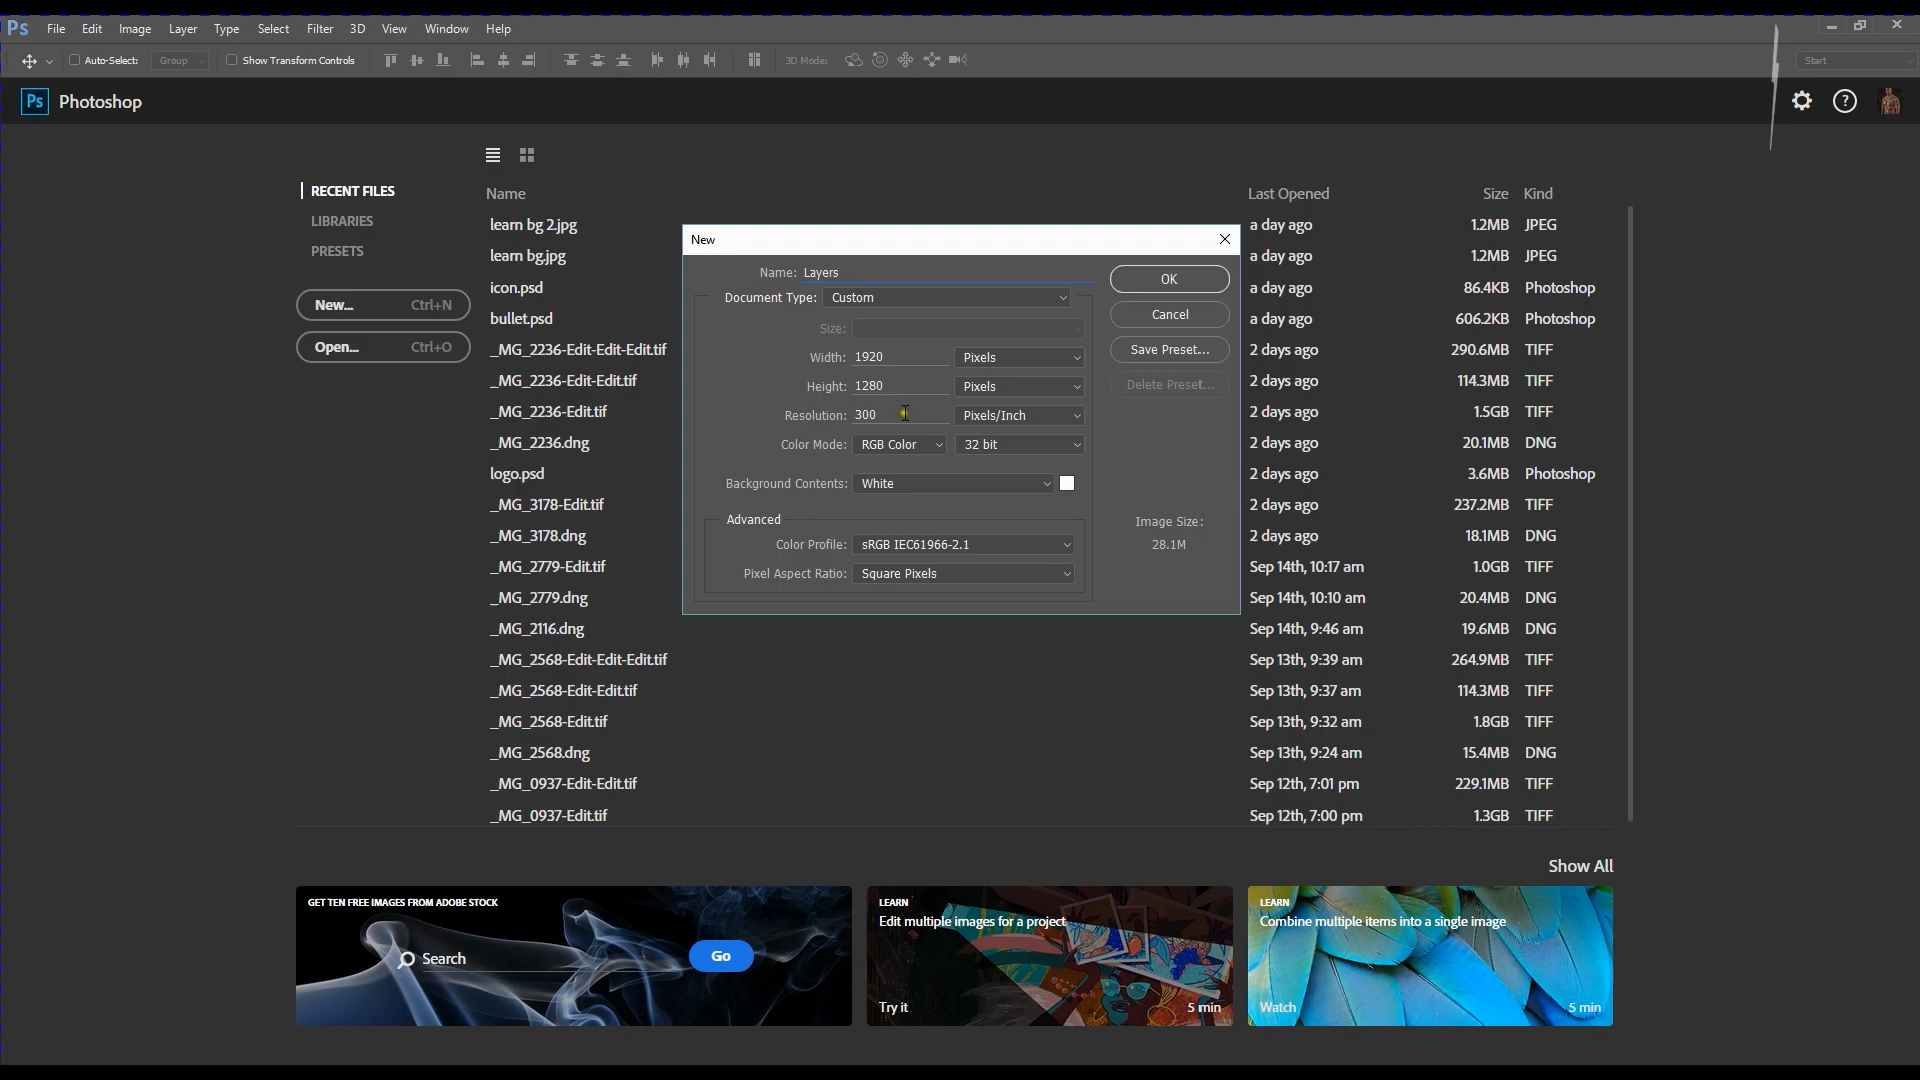 Ps File Edit Image Layer Type Select Filter 3D View Window Help
Auto-Select: Group Show Transform Controls 3D Mode: Start
Ps Photoshop
RECENT FILES
LIBRARIES
PRESETS
New... Ctrl+N
Open... Ctrl+O
Name Last Opened Size Kind
learn bg 2.jpg a day ago 1.2MB JPEG
learn bg.jpg a day ago 1.2MB JPEG
icon.psd a day ago 86.4KB Photoshop
bullet.psd a day ago 606.2KB Photoshop
_MG_2236-Edit-Edit-Edit.tif 2 days ago 290.6MB TIFF
_MG_2236-Edit-Edit.tif 2 days ago 114.3MB TIFF
_MG_2236-Edit.tif 2 days ago 1.5GB TIFF
_MG_2236.dng 2 days ago 20.1MB DNG
logo.psd 2 days ago 3.6MB Photoshop
_MG_3178-Edit.tif 2 days ago 237.2MB TIFF
_MG_3178.dng 2 days ago 18.1MB DNG
_MG_2779-Edit.tif Sep 14th, 10:17 am 1.0GB TIFF
_MG_2779.dng Sep 14th, 10:10 am 20.4MB DNG
_MG_2116.dng Sep 14th, 9:46 am 19.6MB DNG
_MG_2568-Edit-Edit-Edit.tif Sep 13th, 9:39 am 264.9MB TIFF
_MG_2568-Edit-Edit.tif Sep 13th, 9:37 am 114.3MB TIFF
_MG_2568-Edit.tif Sep 13th, 9:32 am 1.8GB TIFF
_MG_2568.dng Sep 13th, 9:24 am 15.4MB DNG
_MG_0937-Edit-Edit.tif Sep 12th, 7:01 pm 229.1MB TIFF
_MG_0937-Edit.tif Sep 12th, 7:00 pm 1.3GB TIFF
New
Name: Layers
Document Type: Custom
Size:
Width: 1920 Pixels
Height: 1280 Pixels
Resolution: 300 Pixels/Inch
Color Mode: RGB Color 32 bit
Background Contents: White
Advanced
Color Profile: sRGB IEC61966-2.1
Pixel Aspect Ratio: Square Pixels
OK
Cancel
Save Preset...
Delete Preset...
Image Size:
28.1M
Show All
GET TEN FREE IMAGES FROM ADOBE STOCK
Search Go
LEARN
Edit multiple images for a project
Try it 5 min
LEARN
Combine multiple items into a single image
Watch 5 min